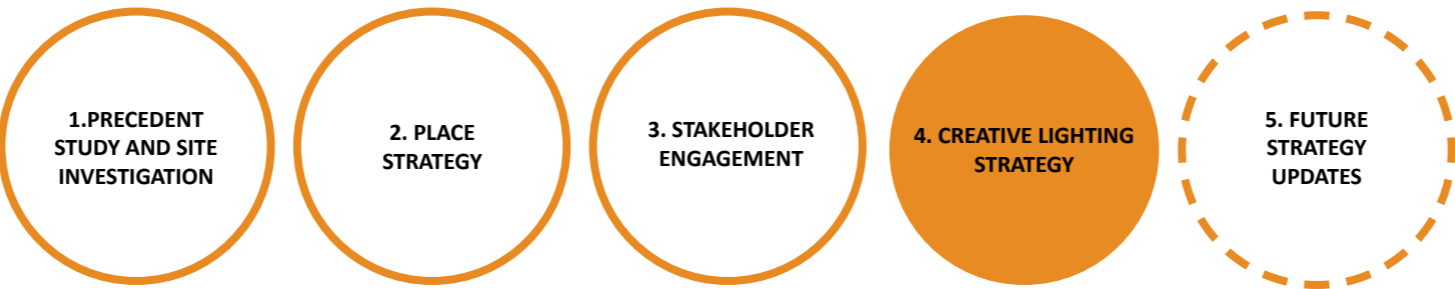 1.PRECEDENT
STUDY AND SITE
INVESTIGATION
2. PLACE
STRATEGY
3. STAKEHOLDER
ENGAGEMENT
4. CREATIVE LIGHTING
STRATEGY
5. FUTURE
STRATEGY
UPDATES